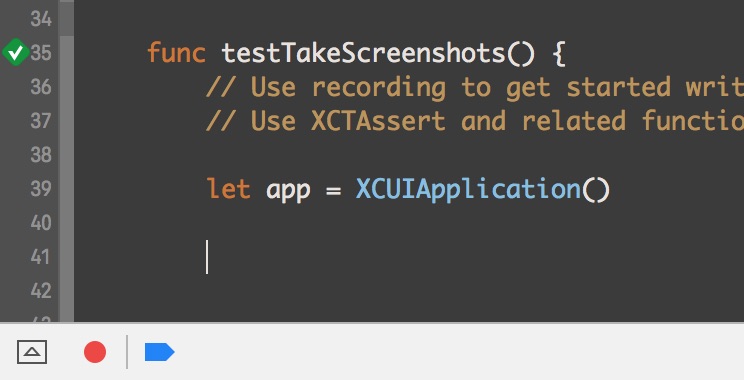 34
35 func testTakeScreenshots() {
36 // Use recording to get started writ
37 // Use XCTAssert and related functio
38
39 let app = XCUIApplication()
40
41
42